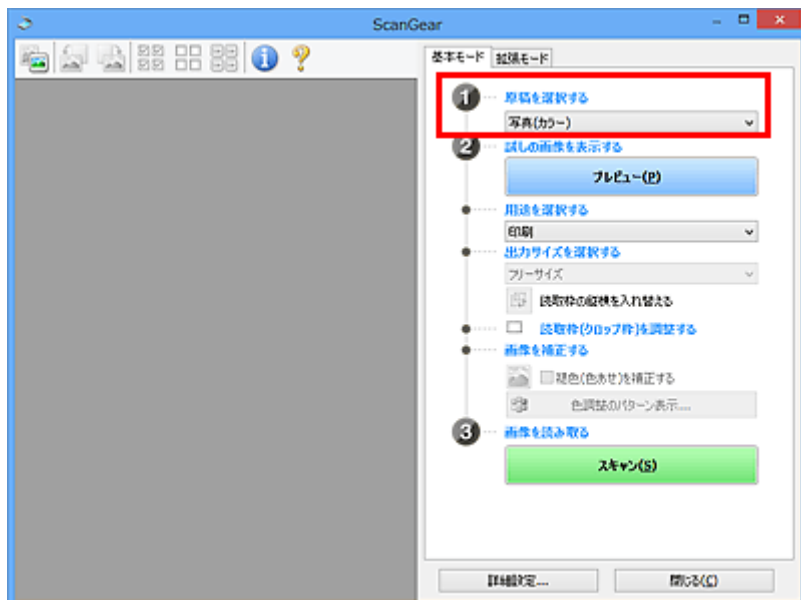 ScanGear
基本モード 拡張モード
1 原稿を選択する
写真(カラー)
2 試しの画像を表示する
プレビュー(P)
用途を選択する
印刷
出力サイズを選択する
フリーサイズ
読取枠の縦横を入れ替える
読取枠(クロップ枠)を調整する
画像を補正する
褪色(色あせ)を補正する
色調整のパターン表示...
3 画像を読み取る
スキャン(S)
詳細設定... 閉じる(C)